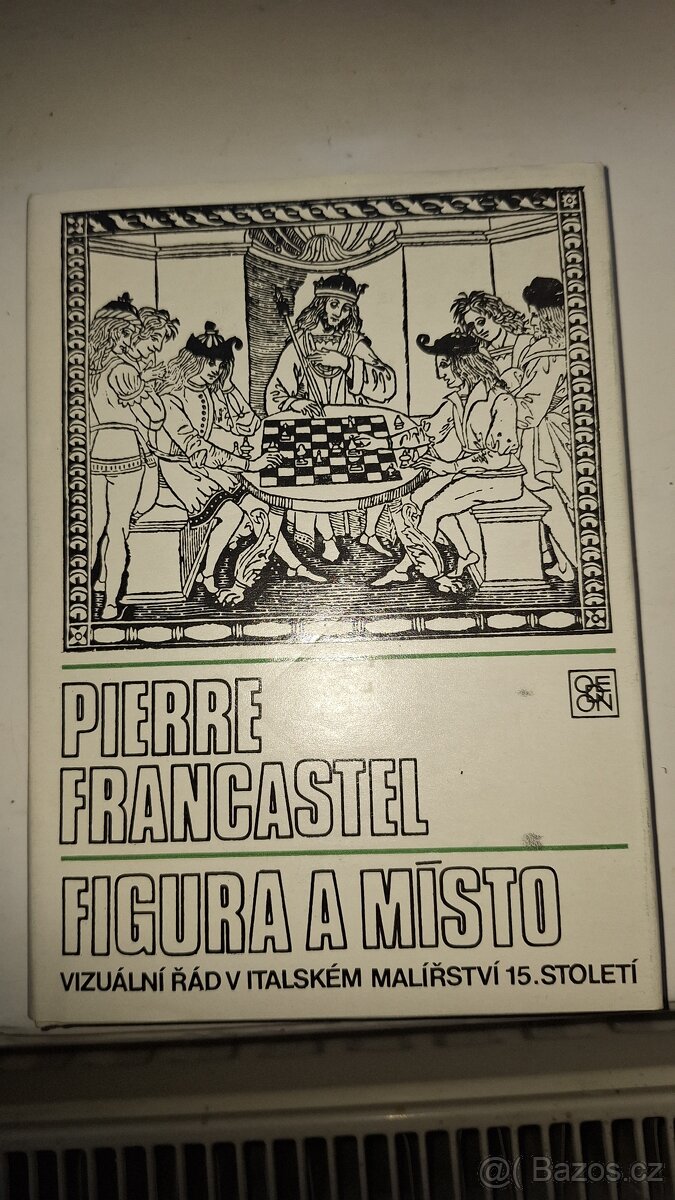 PIERRE
FRANCASTEL
ODEON
FIGURA A MÍSTO
VIZUÁLNÍ ŘÁD V ITALSKÉM MALÍŘSTVÍ 15. STOLETÍ
@( Bazos.cz